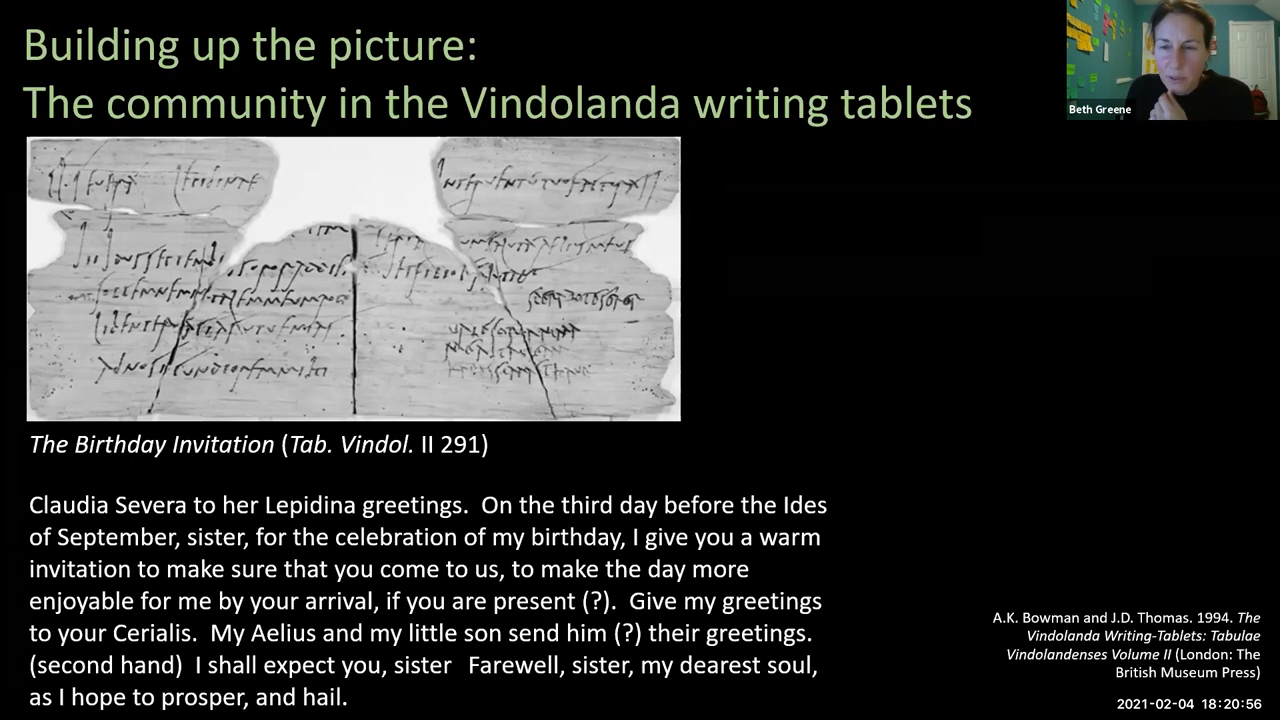 Building up the picture:
The community in the Vindolanda writing tablets
Beth Greene
The Birthday Invitation (Tab. Vindol. II 291)
Claudia Severa to her Lepidina greetings.  On the third day before the Ides
of September, sister, for the celebration of my birthday, I give you a warm
invitation to make sure that you come to us, to make the day more
enjoyable for me by your arrival, if you are present (?).  Give my greetings
to your Cerialis.  My Aelius and my little son send him (?) their greetings.
(second hand)  I shall expect you, sister   Farewell, sister, my dearest soul,
as I hope to prosper, and hail.
A.K. Bowman and J.D. Thomas. 1994. The
Vindolanda Writing-Tablets: Tabulae
Vindolandenses Volume II (London: The
British Museum Press)
2021-02-04 18:20:56